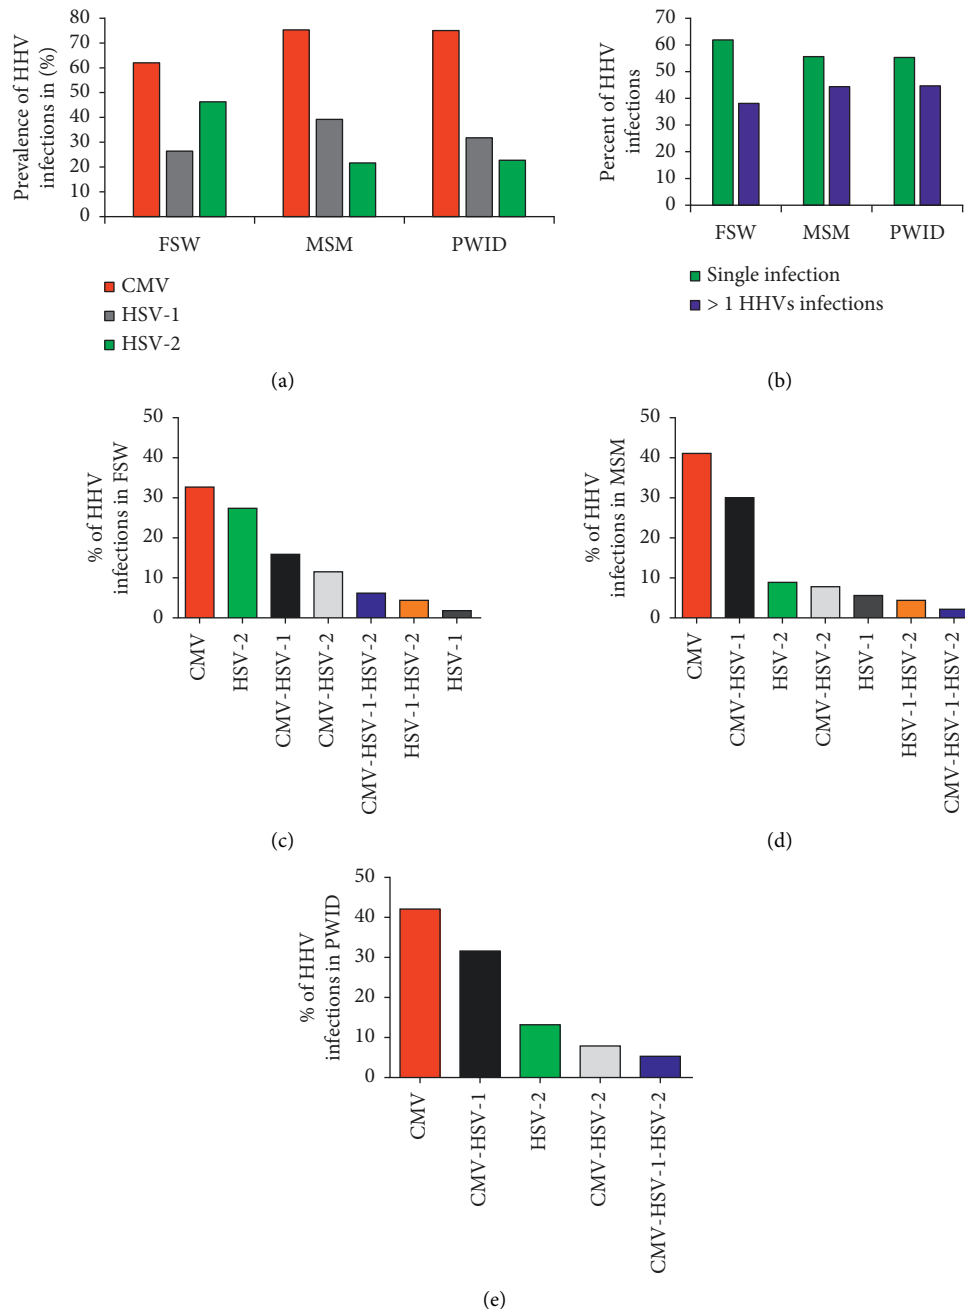 Prevalence of HHV
infections in (%)
80
70
60
50
40
30
20
10
0
FSW
MSM
PWID
CMV
HSV-1
HSV-2
(a)
Percent of HHV
infections
70
60
50
40
30
20
10
0
FSW
MSM
PWID
Single infection
> 1 HHVs infections
(b)
% of HHV
infections in FSW
50
40
30
20
10
0
CMV
HSV-2
CMV-HSV-1
CMV-HSV-2
CMV-HSV-1-HSV-2
HSV-1-HSV-2
HSV-1
(c)
% of HHV
infections in MSM
50
40
30
20
10
0
CMV
CMV-HSV-1
HSV-2
CMV-HSV-2
HSV-1
HSV-1-HSV-2
CMV-HSV-1-HSV-2
(d)
% of HHV
infections in PWID
50
40
30
20
10
0
CMV
CMV-HSV-1
HSV-2
CMV-HSV-2
CMV-HSV-1-HSV-2
(e)